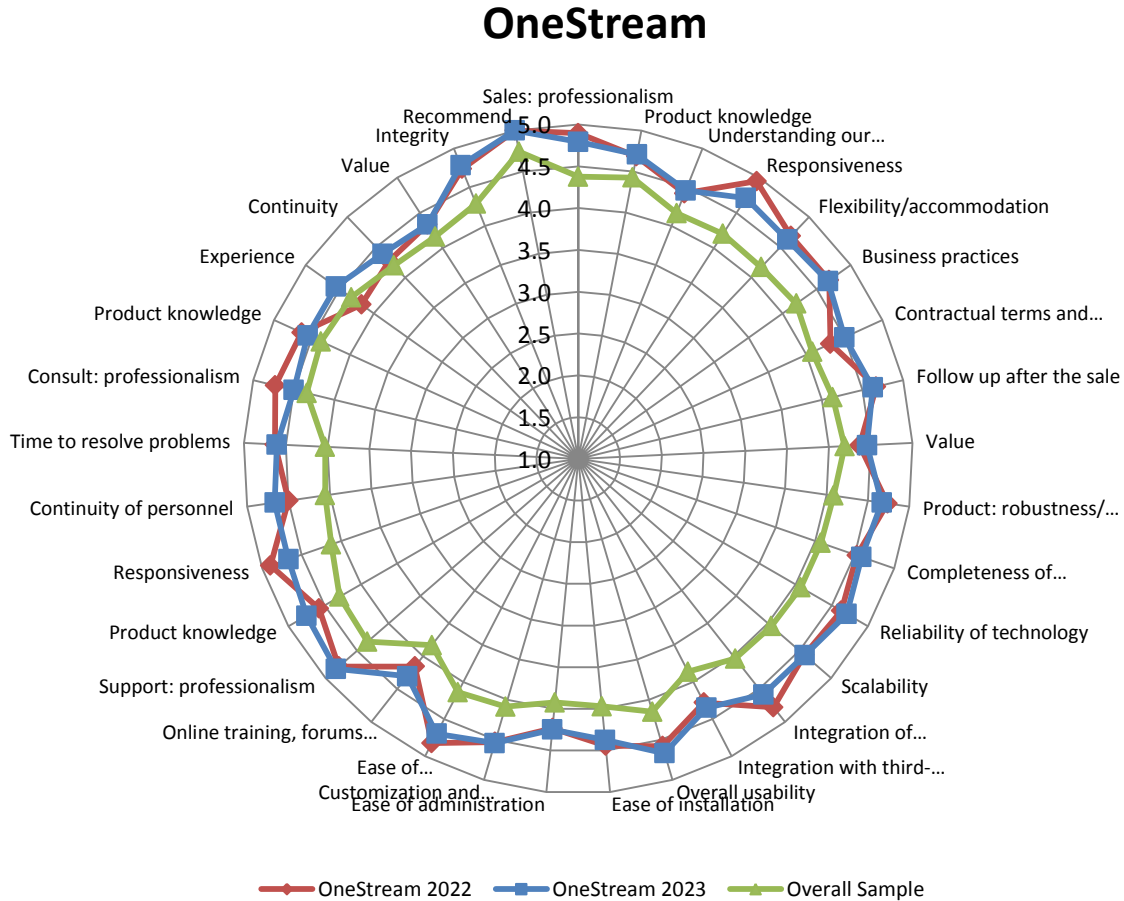 OneStream
Sales: professionalism
Product knowledge
Understanding our...
Responsiveness
Flexibility/accommodation
Business practices
Contractual terms and...
Follow up after the sale
Value
Product: robustness/...
Completeness of...
Reliability of technology
Scalability
Integration of...
Integration with third-...
Overall usability
Ease of installation
Ease of administration
Customization and...
Ease of...
Online training, forums...
Support: professionalism
Product knowledge
Responsiveness
Continuity of personnel
Time to resolve problems
Consult: professionalism
Product knowledge
Experience
Continuity
Value
Integrity
Recommend
5.0
4.5
4.0
3.5
3.0
2.5
2.0
1.5
1.0
OneStream 2022 OneStream 2023 Overall Sample